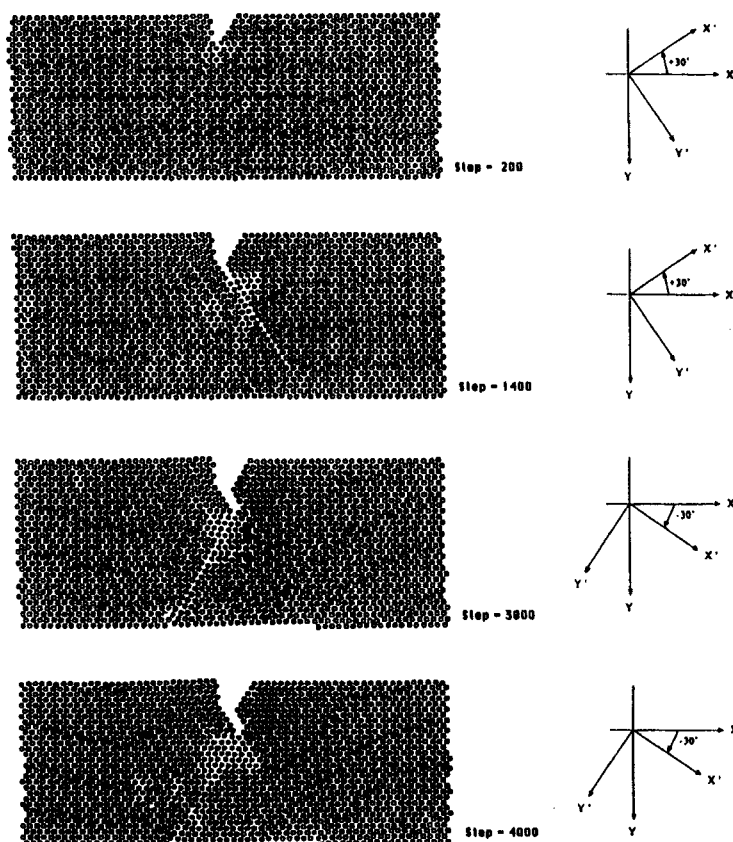 X'
+30°
X
Y'
Y
Step = 200
X'
+30°
X
Y'
Y
Step = 1400
X
-30°
X'
Y'
Y
Step = 3800
X
-30°
X'
Y'
Y
Step = 4000